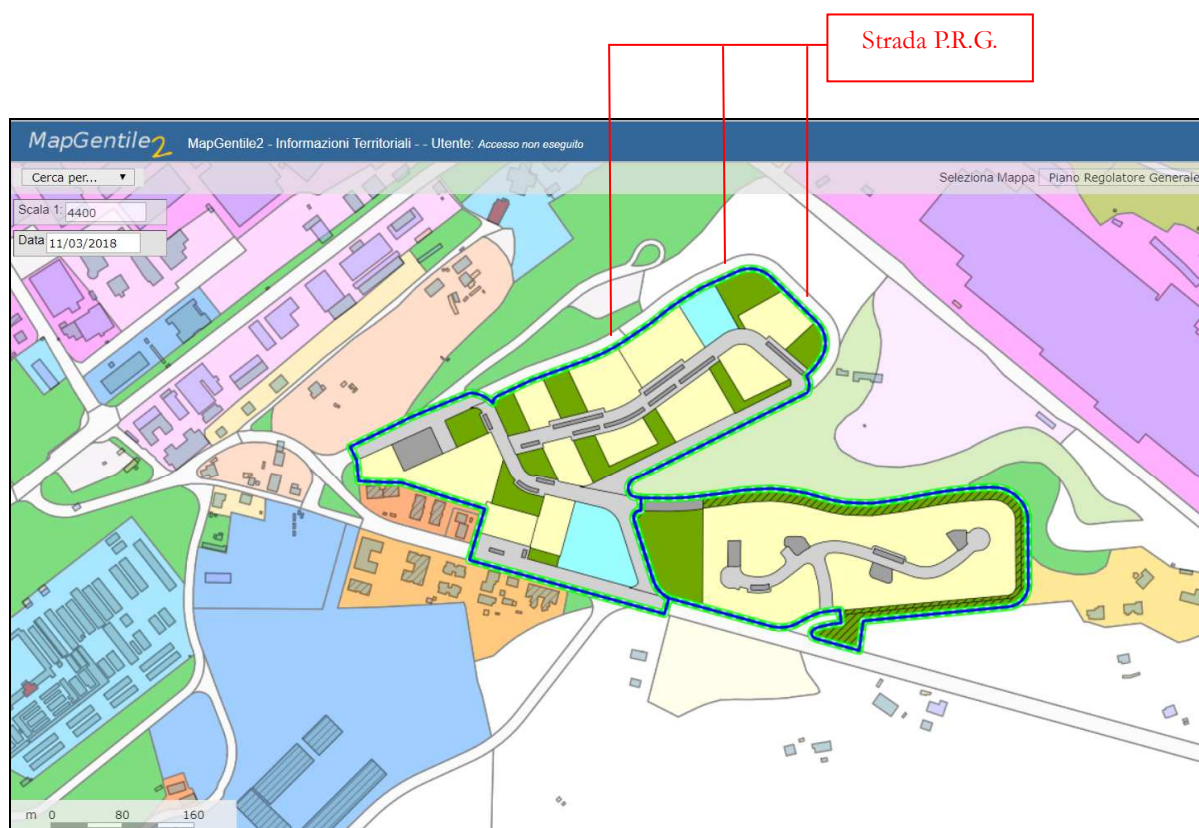 Strada P.R.G.
MapGentile2 MapGentile2 - Informazioni Territoriali - - Utente: Accesso non eseguito
Cerca per... Seleziona Mappa Piano Regolatore Generale
Scala 1: 4400
Data 11/03/2018
m 0 80 160